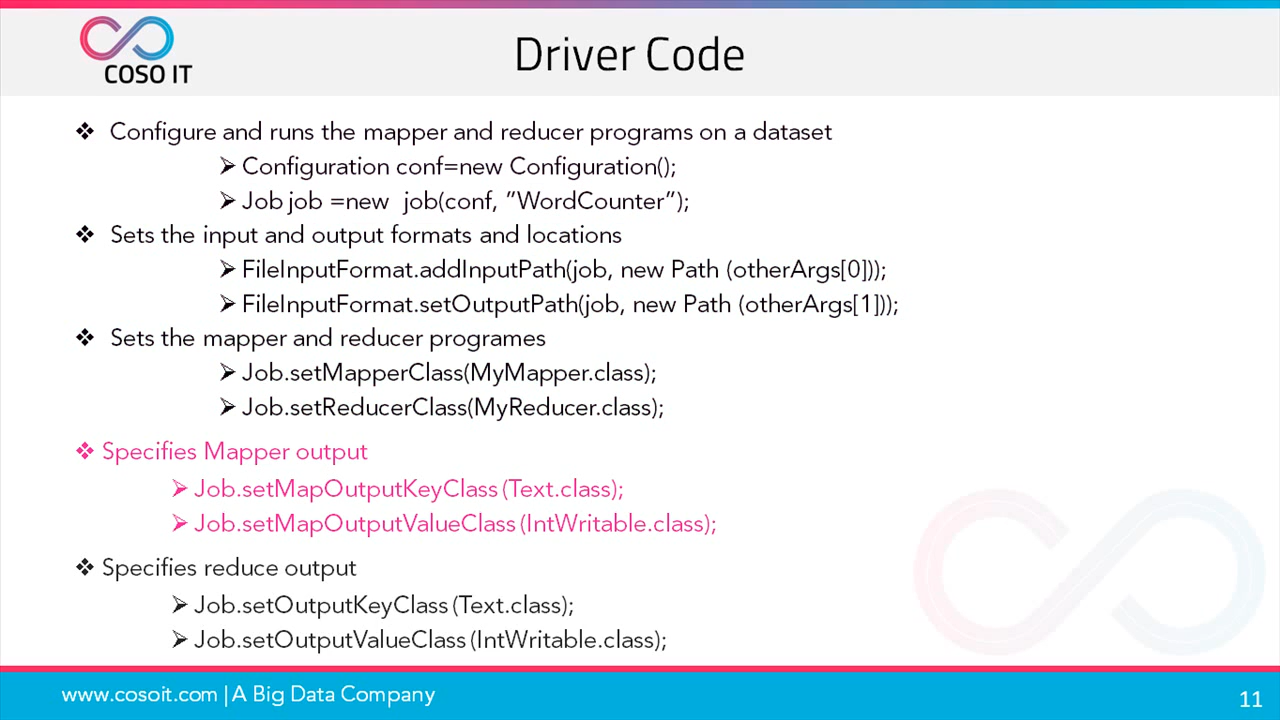 COSO IT
Driver Code
❖ Configure and runs the mapper and reducer programs on a dataset
➢ Configuration conf=new Configuration();
➢ Job job =new job(conf, ”WordCounter”);
❖ Sets the input and output formats and locations
➢ FileInputFormat.addInputPath(job, new Path (otherArgs[0]));
➢ FileInputFormat.setOutputPath(job, new Path (otherArgs[1]));
❖ Sets the mapper and reducer programes
➢ Job.setMapperClass(MyMapper.class);
➢ Job.setReducerClass(MyReducer.class);
❖ Specifies Mapper output
➢ Job.setMapOutputKeyClass (Text.class);
➢ Job.setMapOutputValueClass (IntWritable.class);
❖ Specifies reduce output
➢ Job.setOutputKeyClass (Text.class);
➢ Job.setOutputValueClass (IntWritable.class);
www.cosoit.com | A Big Data Company
11